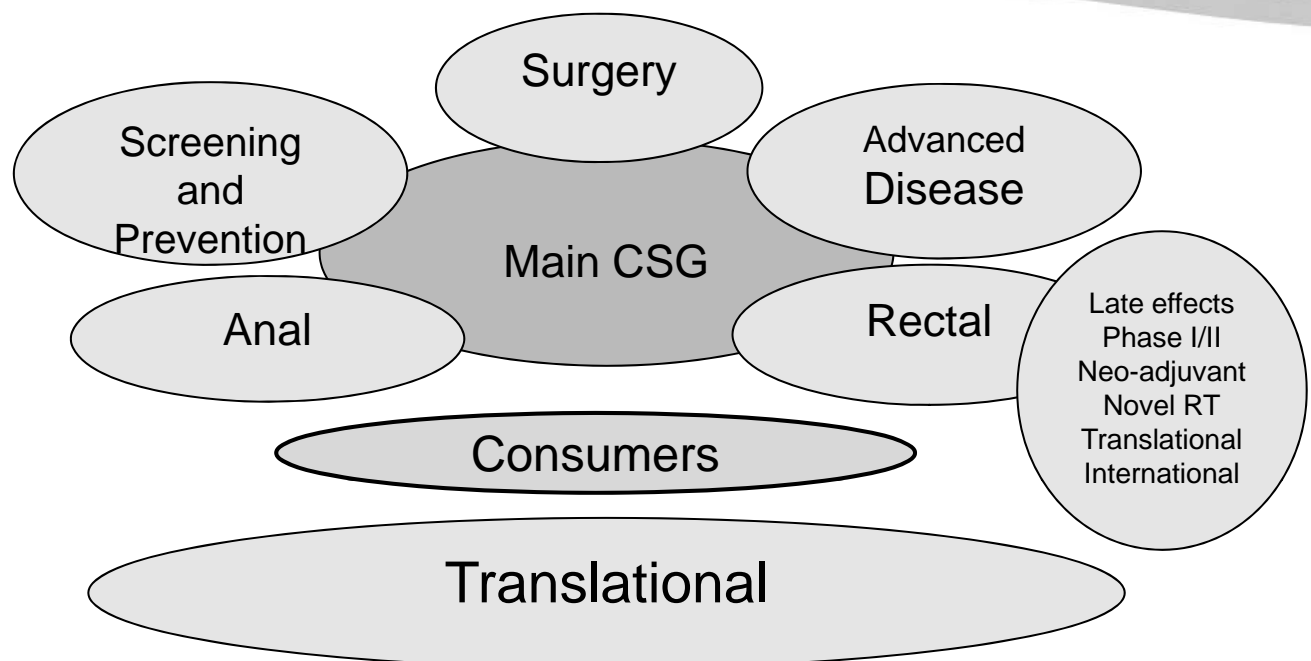 Surgery
Screening
and
Prevention
Advanced
Disease
Main CSG
Anal
Rectal
Late effects
Phase I/II
Neo-adjuvant
Novel RT
Translational
International
Consumers
Translational